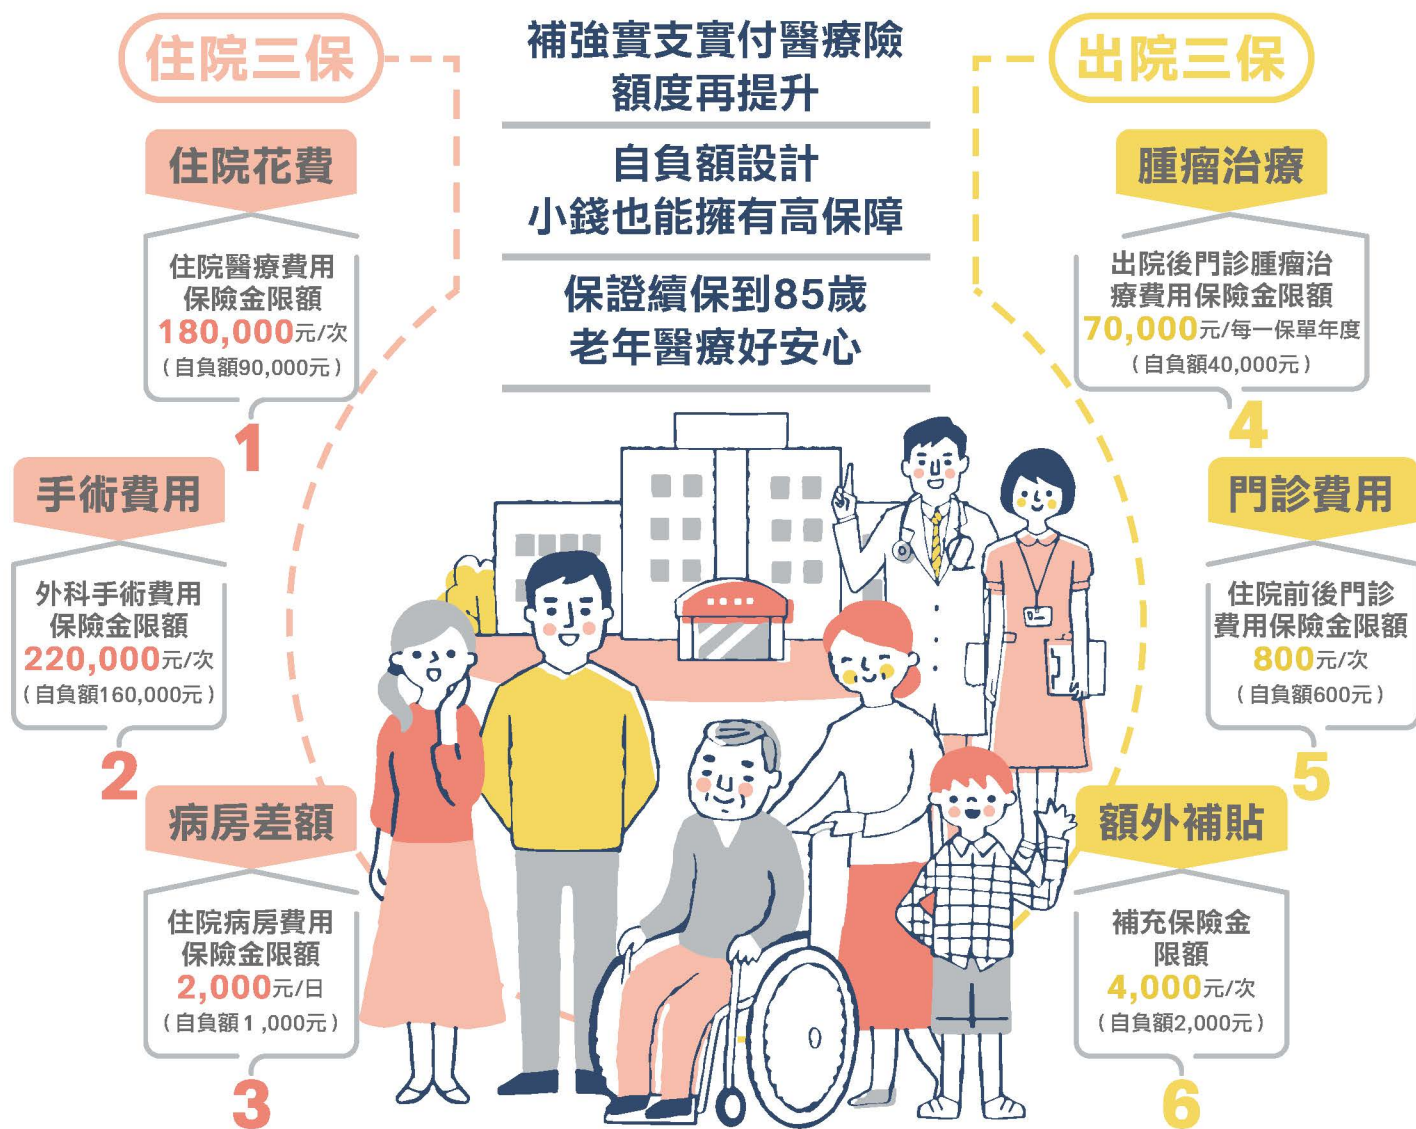 住院三保
住院花費
住院醫療費用
保險金限額
180,000元/次
(自負額90,000元)
1
手術費用
外科手術費用
保險金限額
220,000元/次
(自負額160,000元)
2
病房差額
住院病房費用
保險金限額
2,000元/日
(自負額1,000元)
3
補強實支實付醫療險
額度再提升
自負額設計
小錢也能擁有高保障
保證續保到85歲
老年醫療好安心
出院三保
腫瘤治療
出院後門診腫瘤治
療費用保險金限額
70,000元/每一保單年度
(自負額40,000元)
4
門診費用
住院前後門診
費用保險金限額
800元/次
(自負額600元)
5
額外補貼
補充保險金
限額
4,000元/次
(自負額2,000元)
6